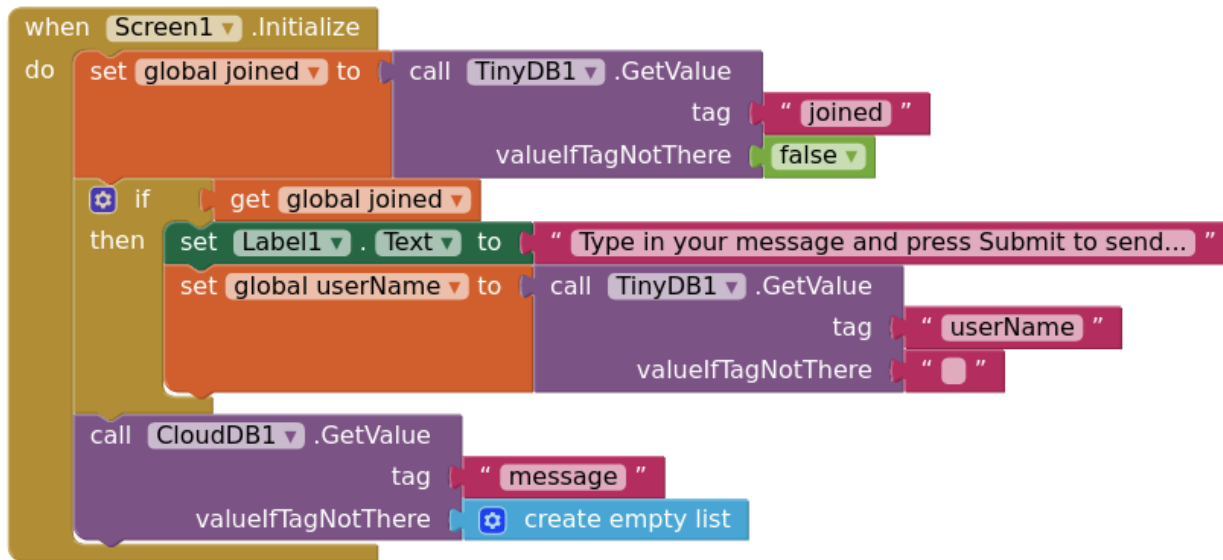 when Screen1 .Initialize
do set global joined to call TinyDB1 .GetValue
tag " joined "
valueIfTagNotThere false
if get global joined
then set Label1 . Text to " Type in your message and press Submit to send... "
set global userName to call TinyDB1 .GetValue
tag " userName "
valueIfTagNotThere " "
call CloudDB1 .GetValue
tag " message "
valueIfTagNotThere create empty list